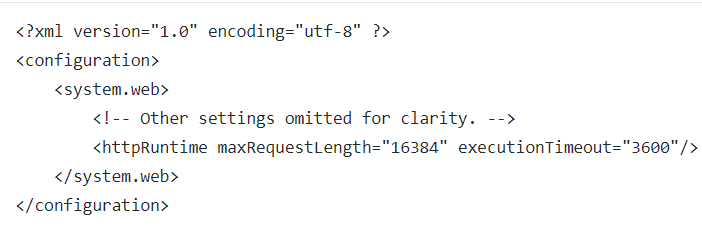 <?xml version="1.0" encoding="utf-8" ?>
<configuration>
    <system.web>
        <!-- Other settings omitted for clarity. -->
        <httpRuntime maxRequestLength="16384" executionTimeout="3600"/>
    </system.web>
</configuration>